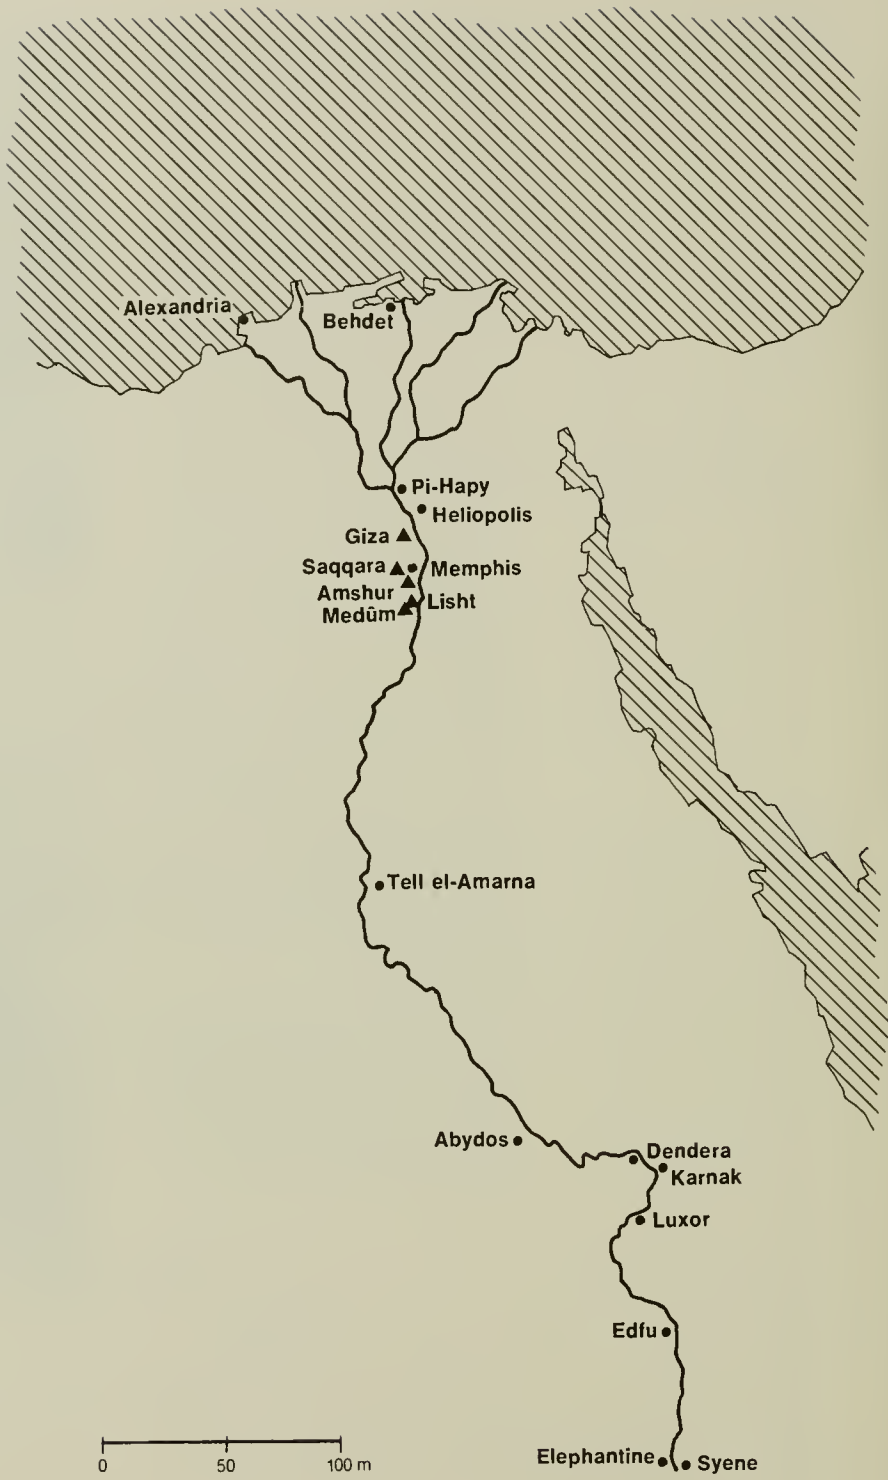 Alexandria
Behdet
Pi-Hapy
Heliopolis
Giza
Saqqara
Memphis
Amshur
Lisht
Medûm
Tell el-Amarna
Abydos
Dendera
Karnak
Luxor
Edfu
Elephantine
Syene
0 50 100 m